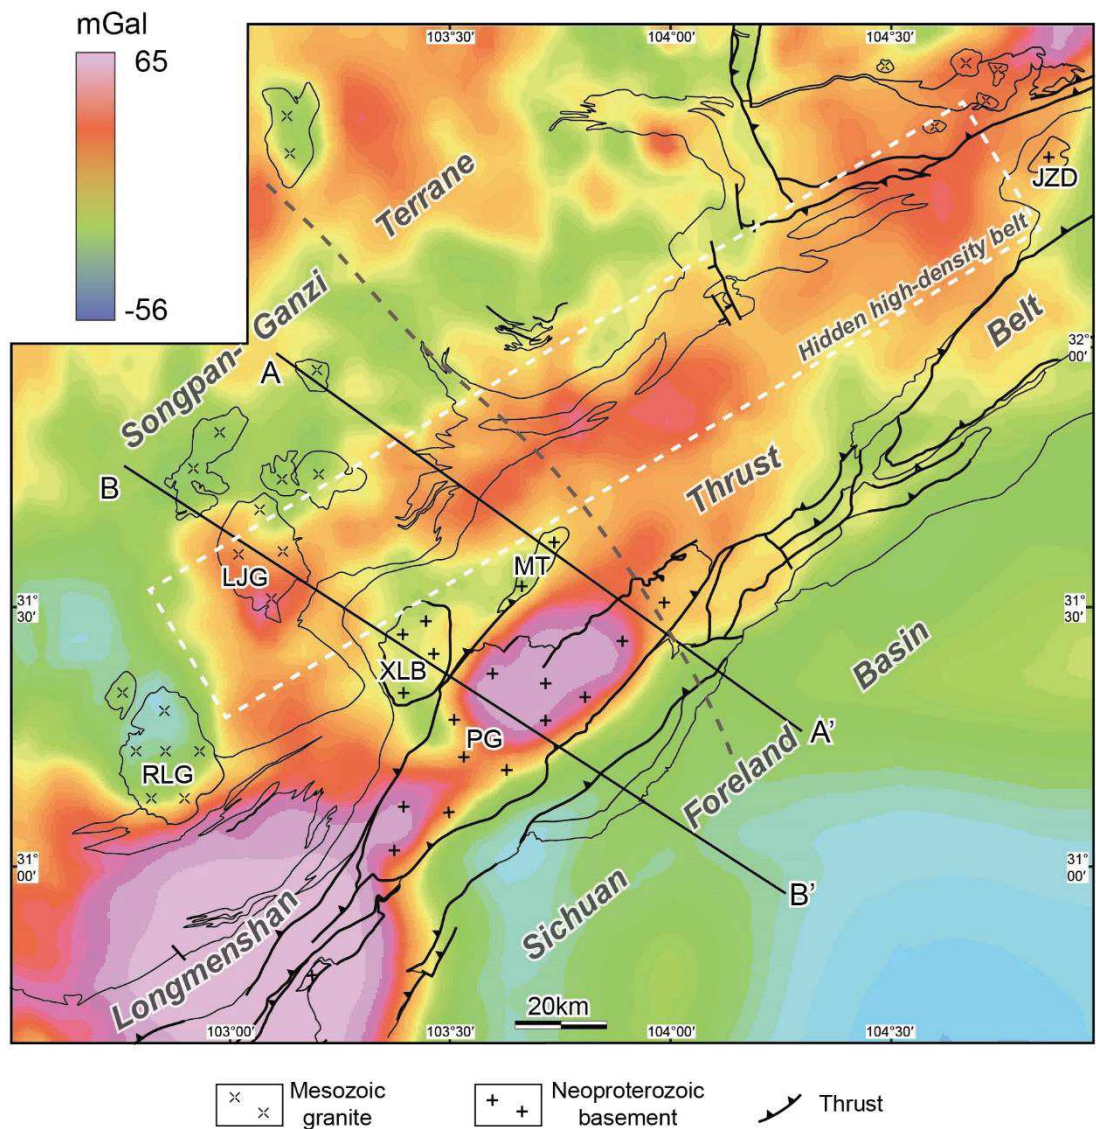 mGal
65
-56
103°30′
104°00′
104°30′
JZD
Terrane
Songpan- Ganzi
Hidden high-density belt
Belt
32°
00′
A
B
Thrust
LJG
MT
31°
30′
31°
30′
XLB
Basin
PG
A’
RLG
Foreland
31°
00′
31°
00′
B’
Sichuan
Longmenshan
20km
103°00′
103°30′
104°00′
104°30′
Mesozoic
granite
Neoproterozoic
basement
Thrust